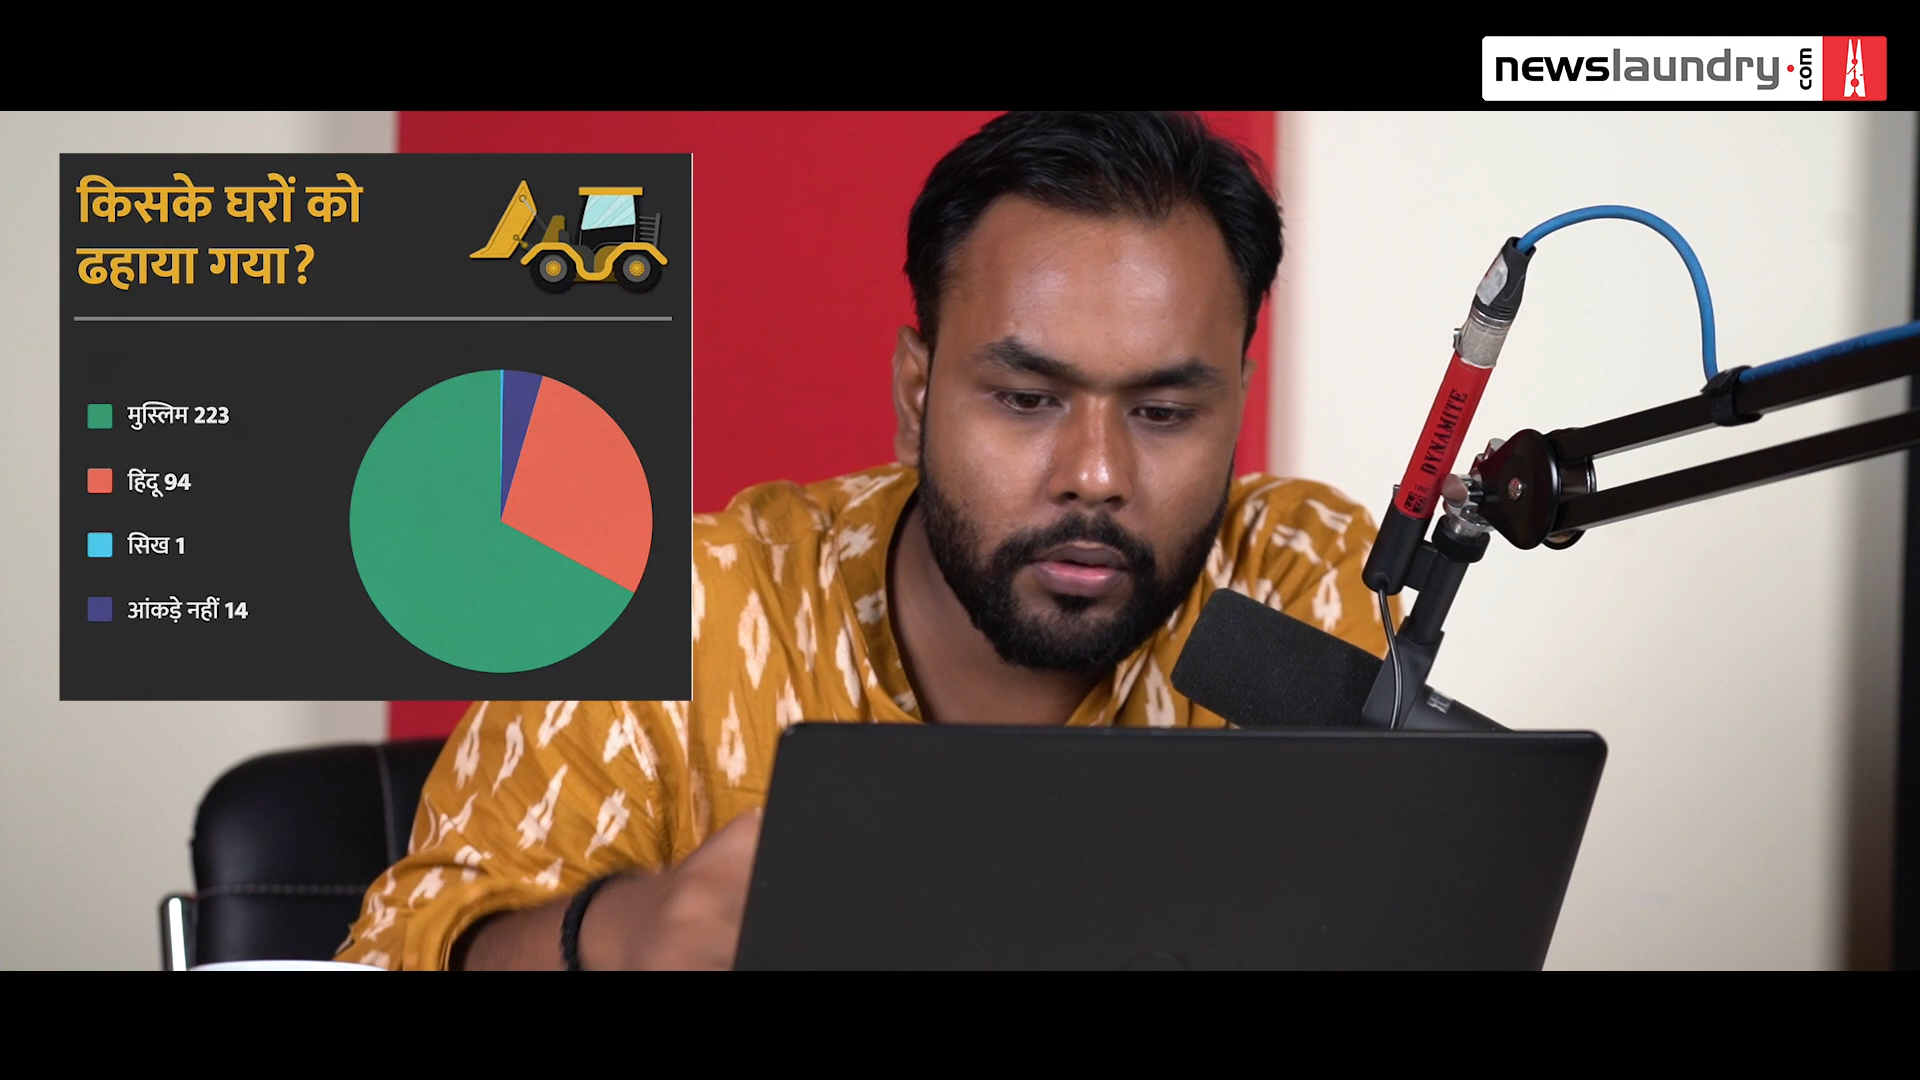 newslaundry.com
किसके घरों को
ढहाया गया?
मुस्लिम 223
हिंदू 94
सिख 1
आंकड़े नहीं 14
DYNAMITE